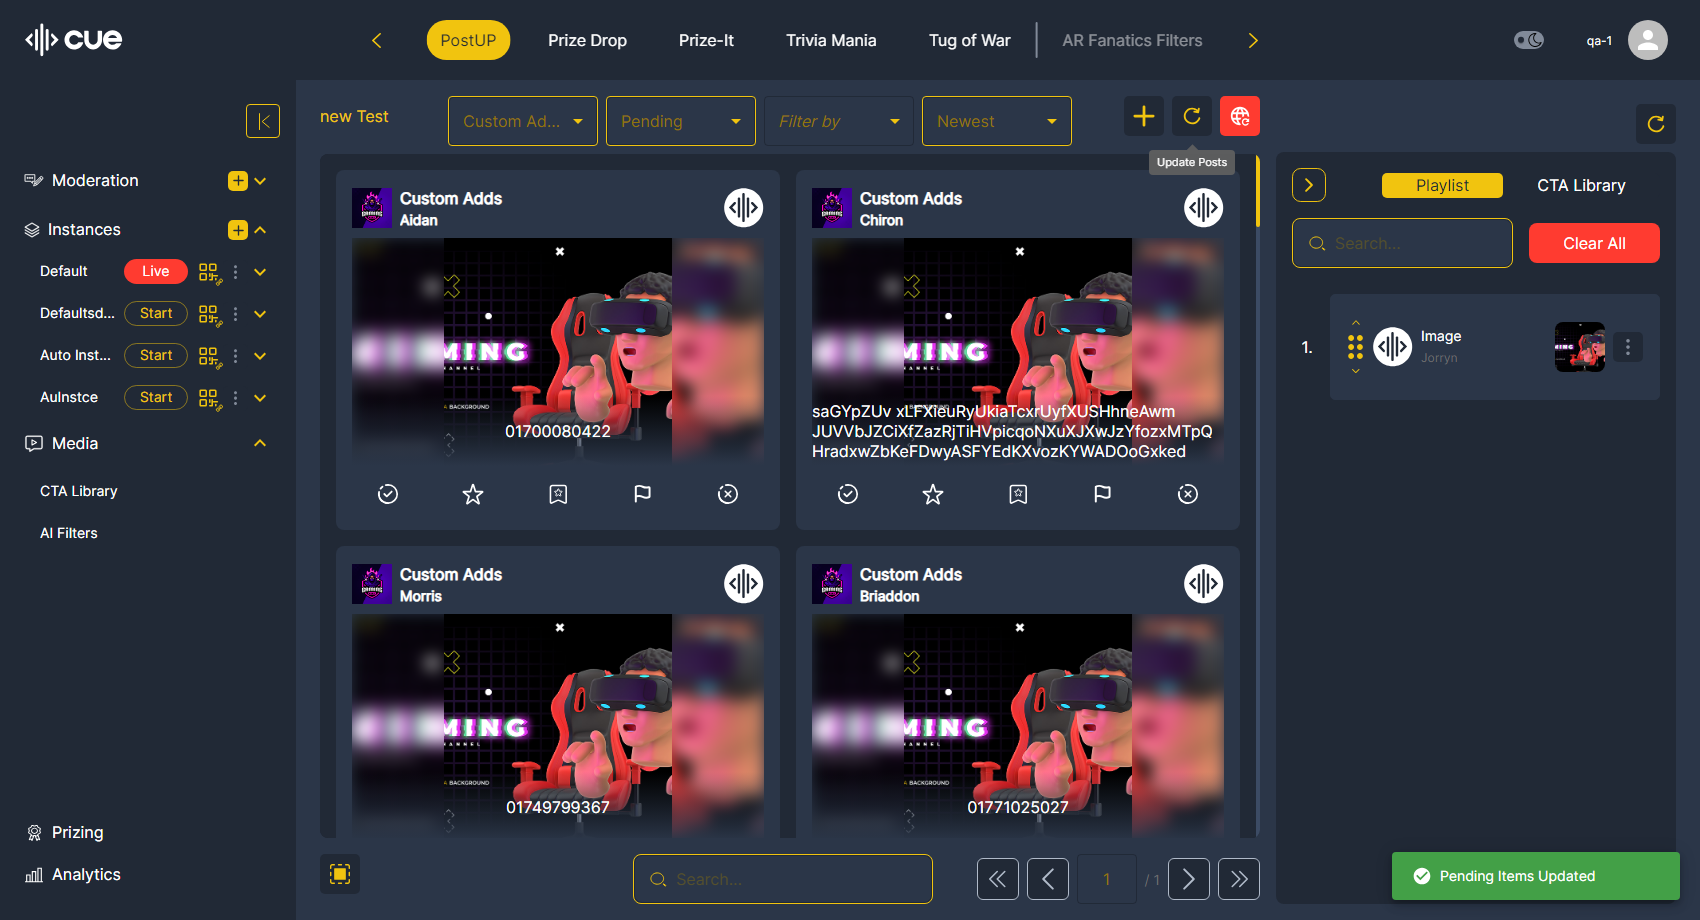 cue
PostUP
Prize Drop
Prize-It
Trivia Mania
Tug of War
AR Fanatics Filters
qa-1
new Test
Custom Ad...
Pending
Filter by
Newest
Update Posts
Moderation
Instances
Default
Live
Defaultsd...
Start
Auto Inst...
Start
AuInstce
Start
Media
CTA Library
AI Filters
Prizing
Analytics
Custom Adds
Aidan
MING
BACKGROUND
01700080422
Custom Adds
Chiron
MING
saGYpZUv xLFXieuRyUkiaTcxrUyfXUSHhneAwm
JUVVbJZCiXfZazRjTiHVpicqoNXuXJXwJzYfozxMTpQ
HradxwZbKeFDwyASFYEdKXvozKYWADOoGxked
Custom Adds
Morris
MING
BACKGROUND
01749799367
Custom Adds
Briaddon
MING
BACKGROUND
01771025027
Search...
1
/ 1
Playlist
CTA Library
Search...
Clear All
1.
Image
Jorryn
Pending Items Updated